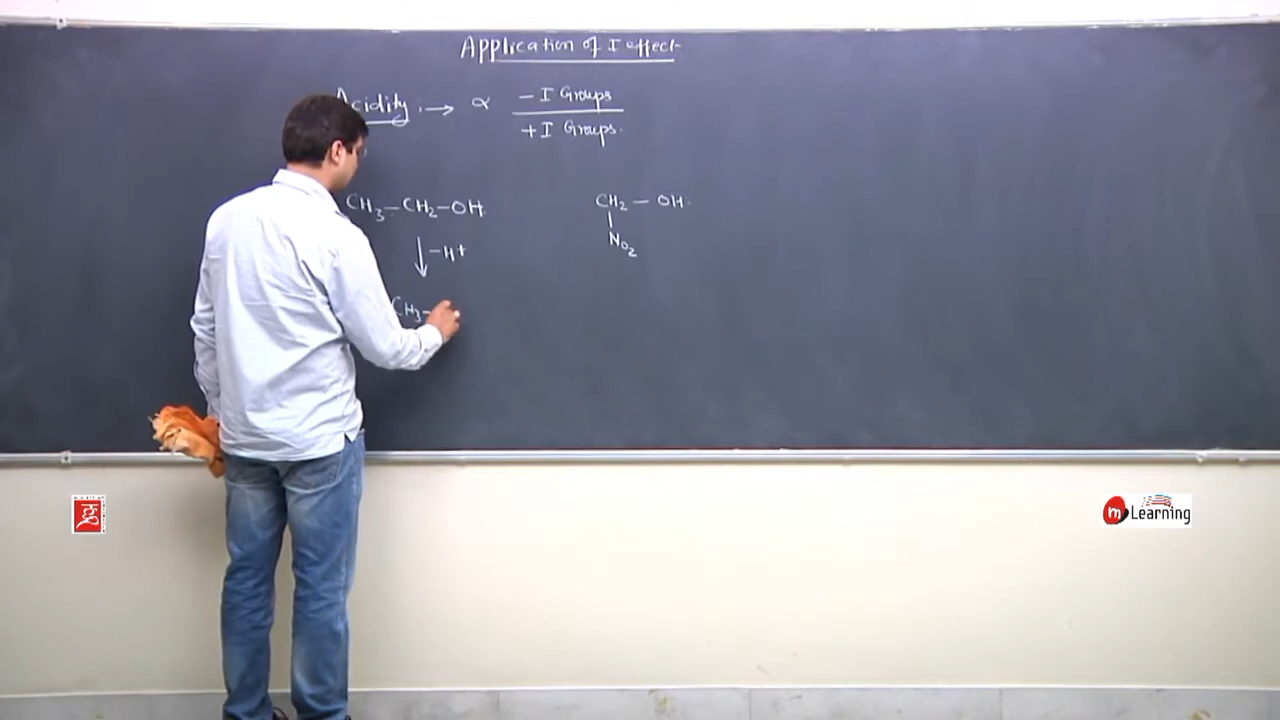 Application of I effect
Acidity :→ ∝ - I Groups
+ I Groups.
CH3-CH2-OH.
CH2 - OH.
NO2
-H+
CH3-
m Learning